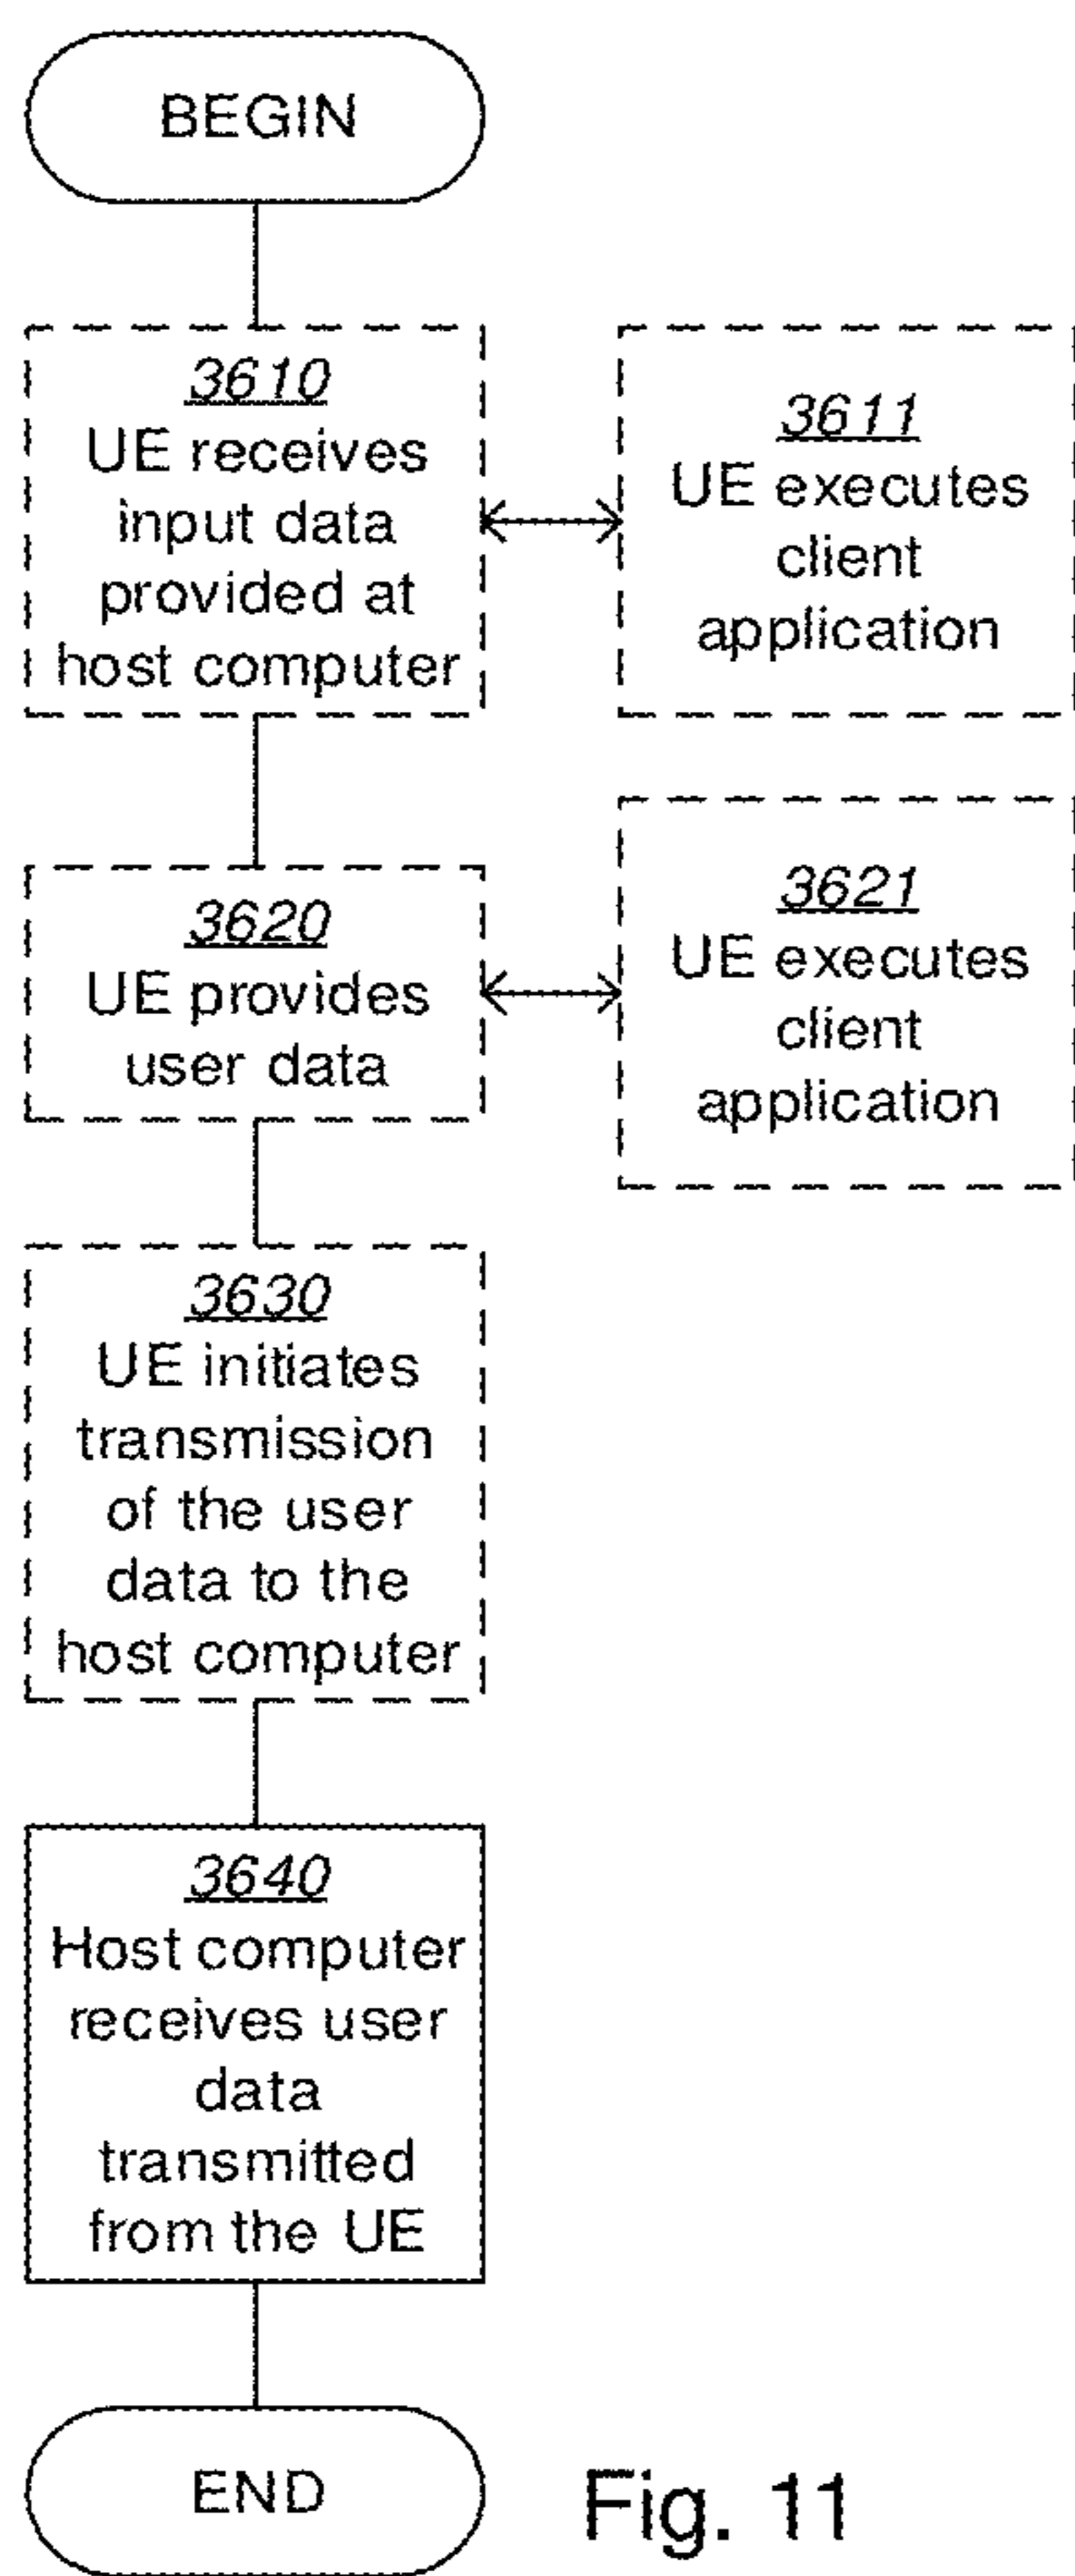 BEGIN
3610
UE receives
input data
provided at
host computer
3611
UE executes
client
application
3620
UE provides
user data
3621
UE executes
client
application
3630
UE initiates
transmission
of the user
data to the
host computer
3640
Host computer
receives user
data
transmitted
from the UE
END
Fig. 11